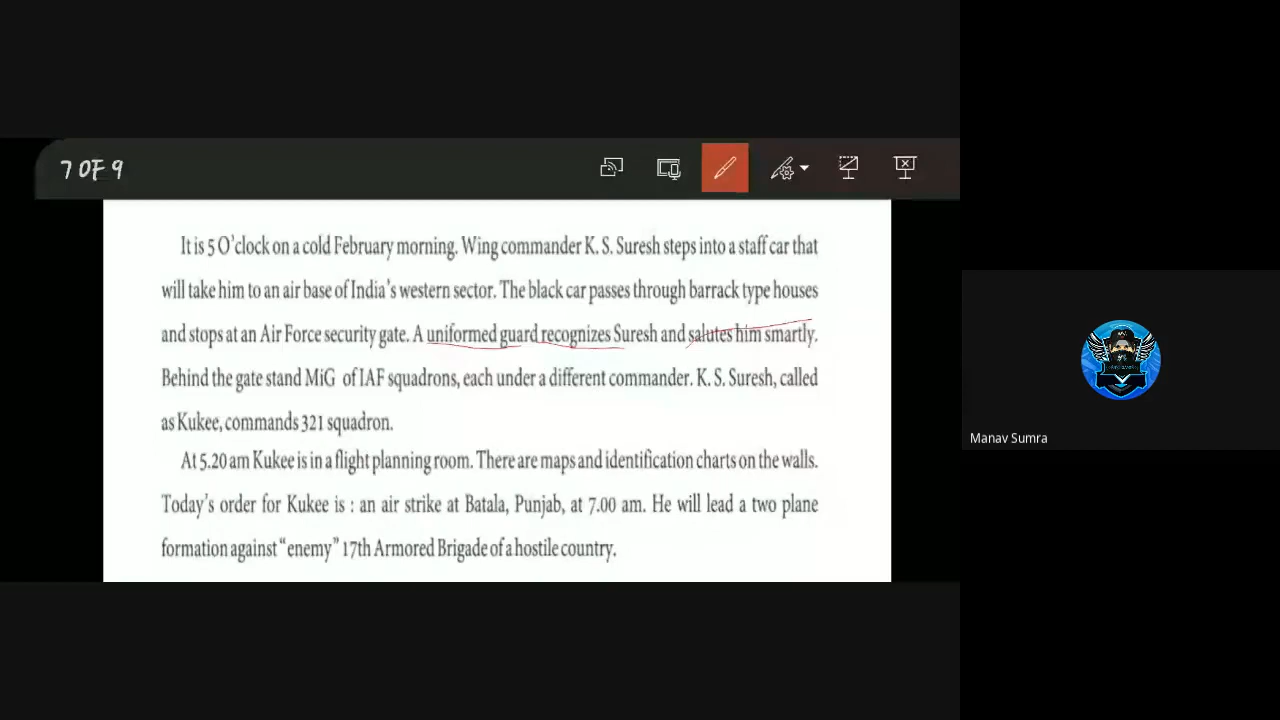 7 OF 9
It is 5 O'clock on a cold February morning. Wing commander K. S. Suresh steps into a staff car that
will take him to an air base of India's western sector. The black car passes through barrack type houses
and stops at an Air Force security gate. A uniformed guard recognizes Suresh and salutes him smartly.
Behind the gate stand MiG of IAF squadrons, each under a different commander. K. S. Suresh, called
as Kukee, commands 321 squadron.
At 5.20 am Kukee is in a flight planning room. There are maps and identification charts on the walls.
Today's order for Kukee is : an air strike at Batala, Punjab, at 7.00 am. He will lead a two plane
formation against "enemy" 17th Armored Brigade of a hostile country.
Manav Sumra